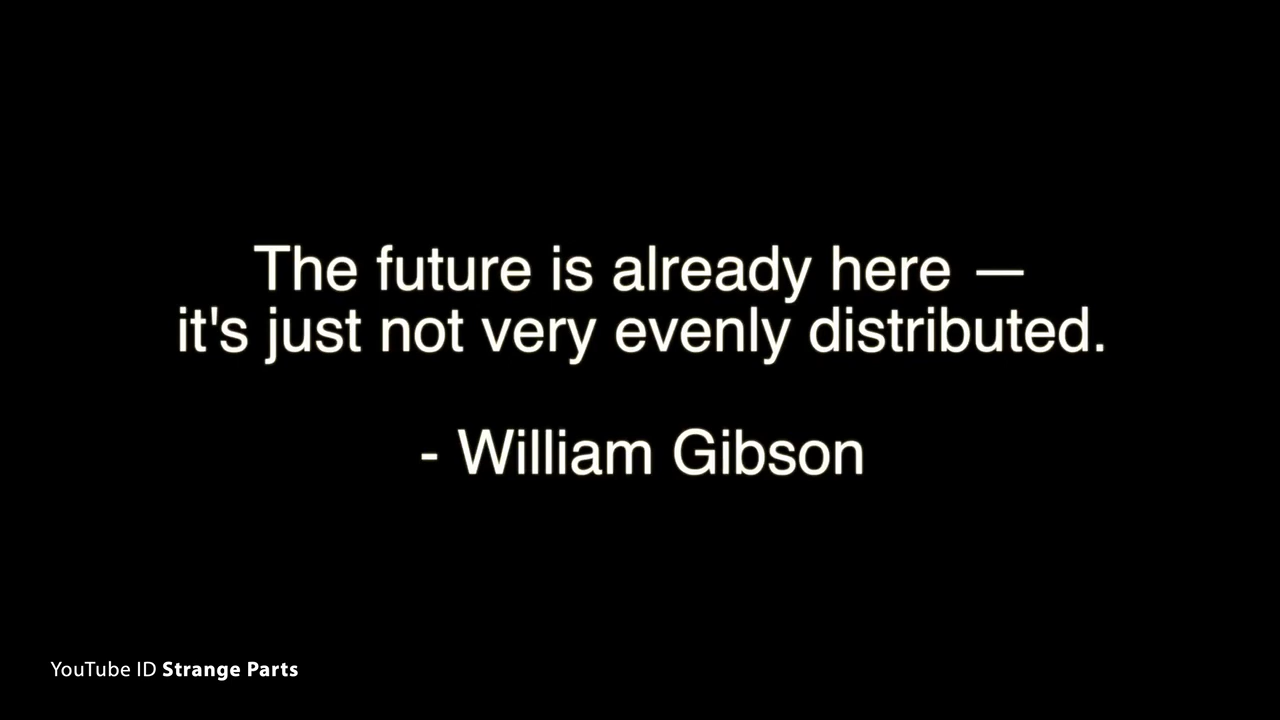 The future is already here —
it's just not very evenly distributed.
- William Gibson
YouTube ID Strange Parts